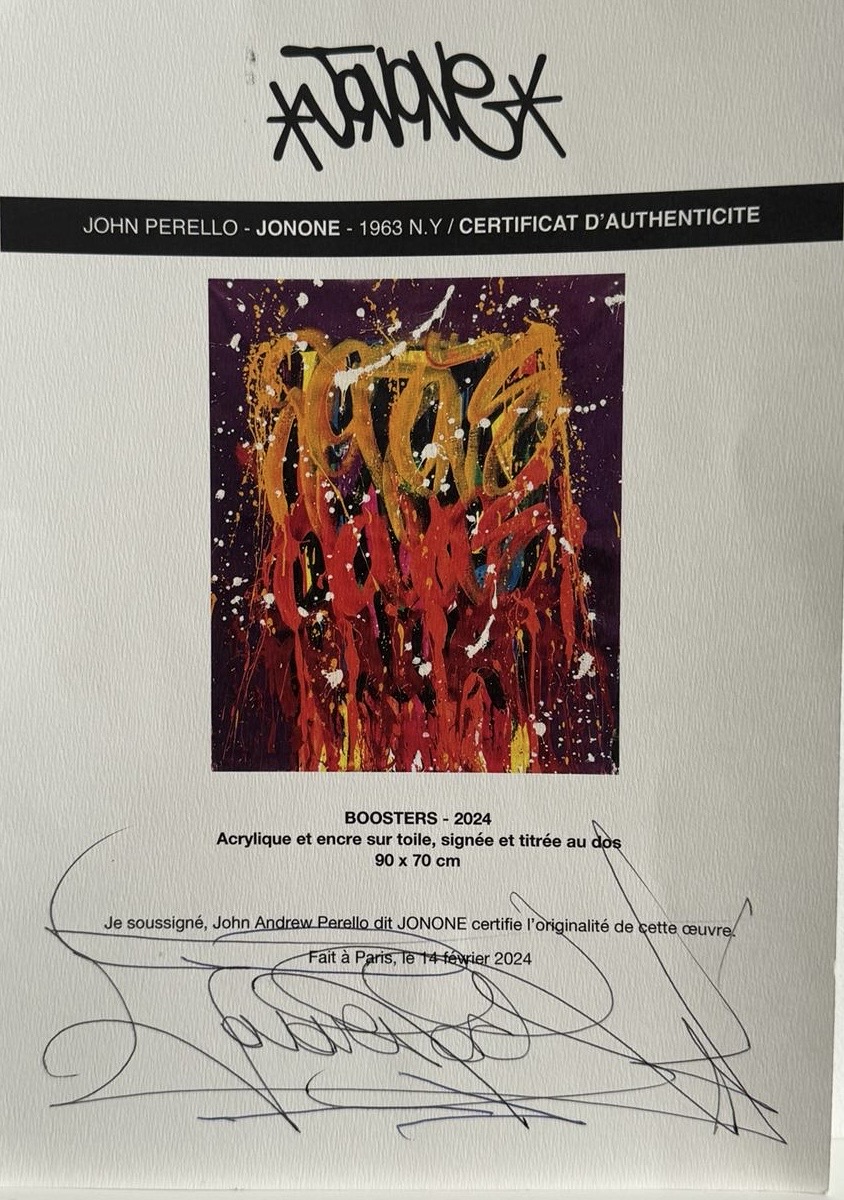 *JONONE*
JOHN PERELLO - JONONE - 1963 N.Y / CERTIFICAT D'AUTHENTICITE
BOOSTERS - 2024
Acrylique et encre sur toile, signée et titrée au dos
90 x 70 cm
Je soussigné, John Andrew Perello dit JONONE certifie l'originalité de cette œuvre.
Fait à Paris, le 14 février 2024